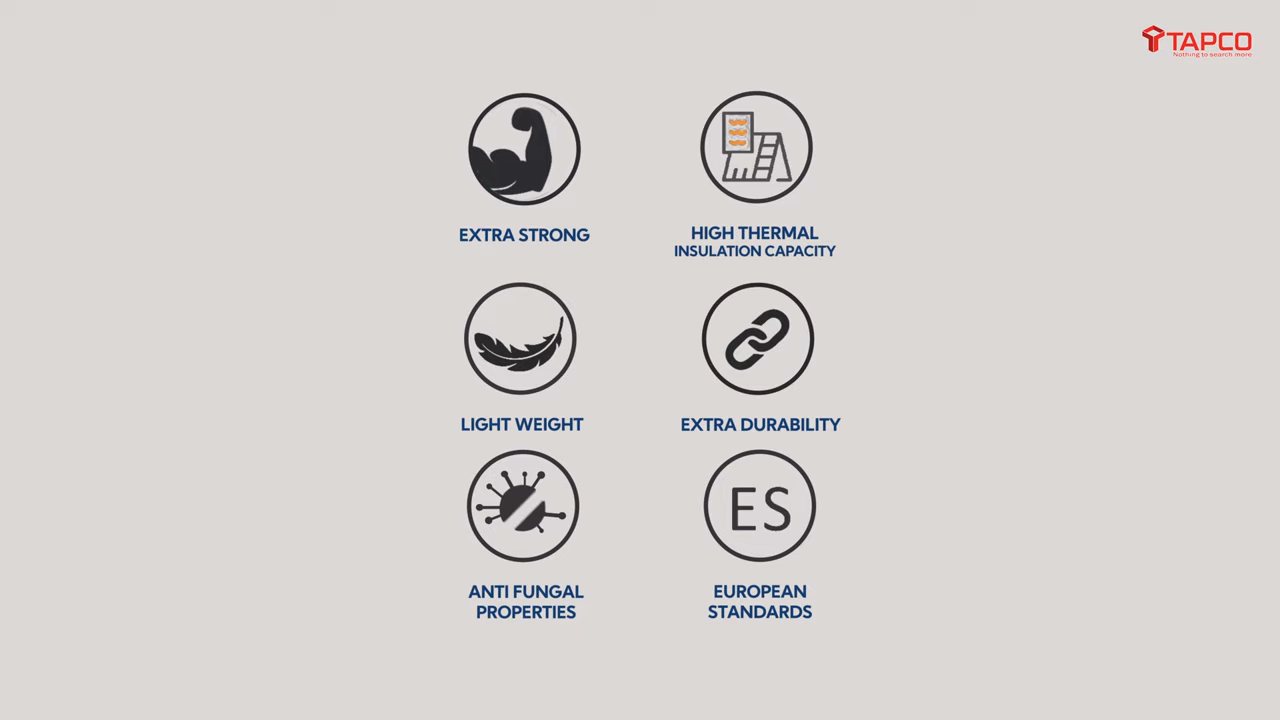 TAPCO
Nothing to search more
EXTRA STRONG
HIGH THERMAL
INSULATION CAPACITY
LIGHT WEIGHT
EXTRA DURABILITY
ANTI FUNGAL
PROPERTIES
ES
EUROPEAN
STANDARDS